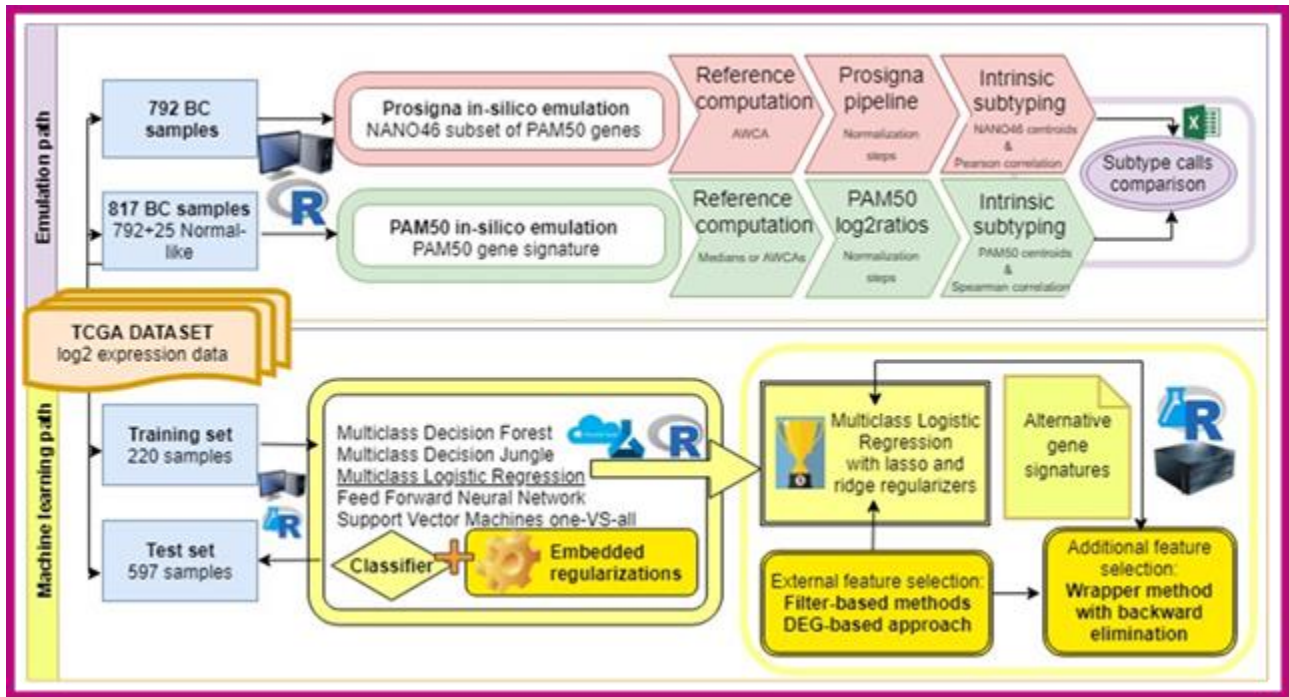 Emulation path
792 BC
samples
Prosigna in-silico emulation
NANO46 subset of PAM50 genes
Reference
computation
AWCA
Prosigna
pipeline
Normalization
steps
Intrinsic
subtyping
NANO46 centroids
&
Pearson correlation
X
Subtype calls
comparison
817 BC samples
792+25 Normal-
like
R
PAM50 in-silico emulation
PAM50 gene signature
Reference
computation
Medians or AWCAs
PAM50
log2ratios
Normalization
steps
Intrinsic
subtyping
PAM50 centroids
&
Spearman correlation
TCGA DATASET
log2 expression data
Machine learning path
Training set
220 samples
R
Test set
597 samples
Multiclass Decision Forest
Multiclass Decision Jungle
Multiclass Logistic Regression
Feed Forward Neural Network
Support Vector Machines one-VS-all
R
Classifier
Embedded
regularizations
Multiclass Logistic
Regression
with lasso and
ridge regularizers
Alternative
gene
signatures
R
External feature selection:
Filter-based methods
DEG-based approach
Additional feature
selection:
Wrapper method
with backward
elimination